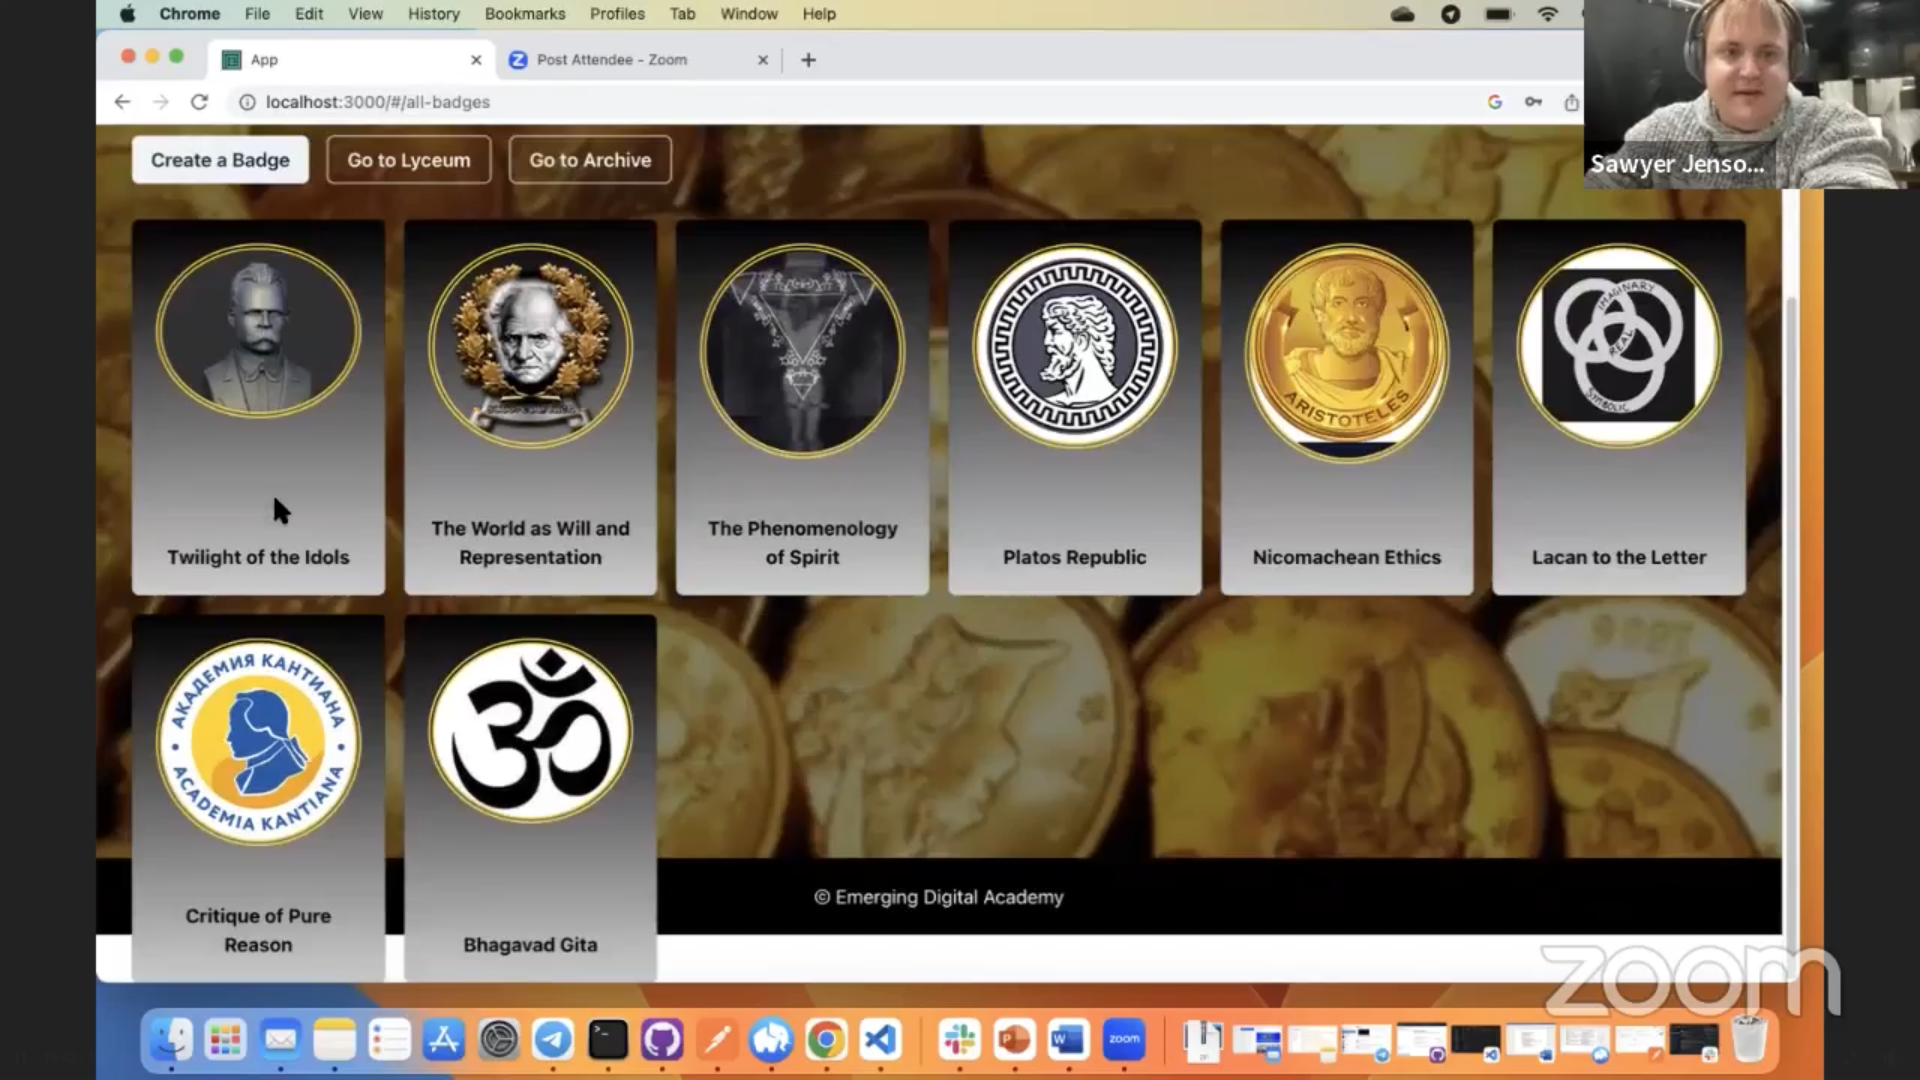 Chrome File Edit View History Bookmarks Profiles Tab Window Help
App
Post Attendee - Zoom
localhost:3000/#/all-badges
Sawyer Jenso...
Create a Badge
Go to Lyceum
Go to Archive
IMAGINARY
REAL
SYMBOLIC
ARISTOTELES
Twilight of the Idols
The World as Will and
Representation
The Phenomenology
of Spirit
Platos Republic
Nicomachean Ethics
Lacan to the Letter
АКАДЕМИЯ КАНТИАНА
ACADEMIA KANTIANA
ॐ
Critique of Pure
Reason
Bhagavad Gita
© Emerging Digital Academy
zoom
zoom